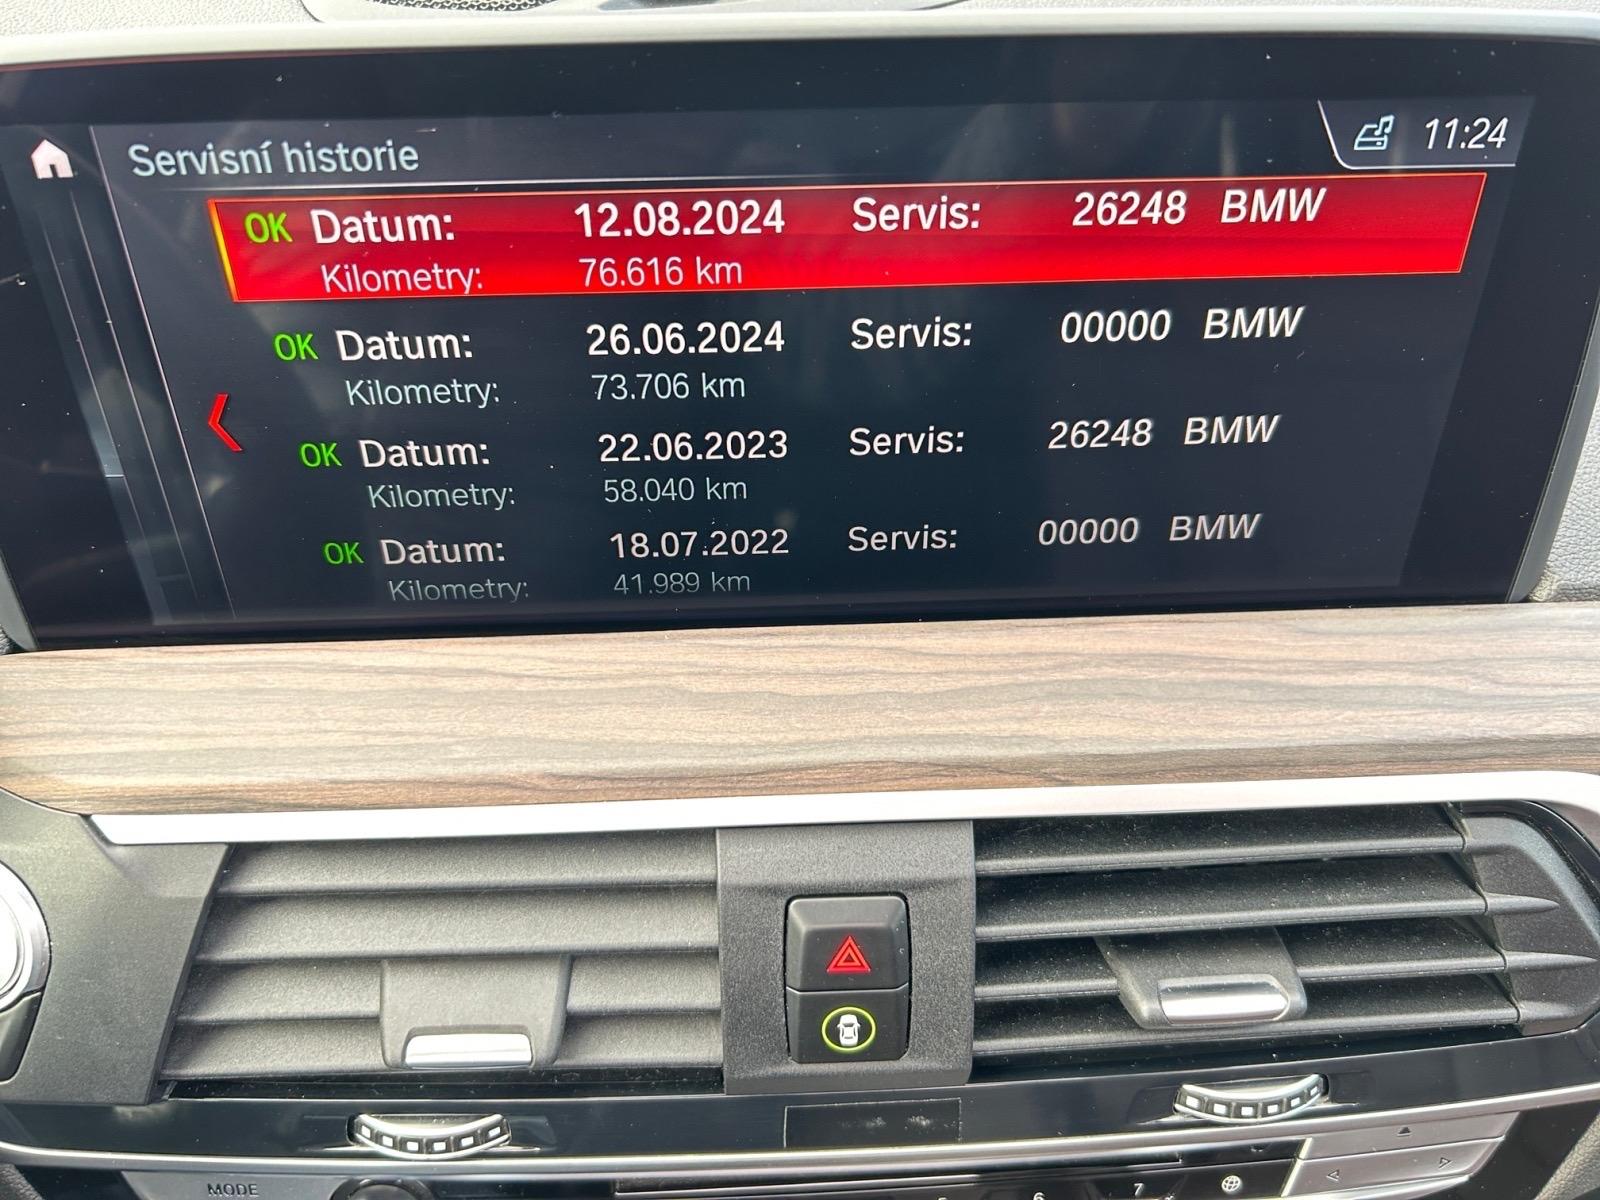 Servisní historie 11:24
OK Datum: 12.08.2024 Servis: 26248 BMW
Kilometry: 76.616 km
OK Datum: 26.06.2024 Servis: 00000 BMW
Kilometry: 73.706 km
OK Datum: 22.06.2023 Servis: 26248 BMW
Kilometry: 58.040 km
OK Datum: 18.07.2022 Servis: 00000 BMW
Kilometry: 41.989 km
MODE 6 7